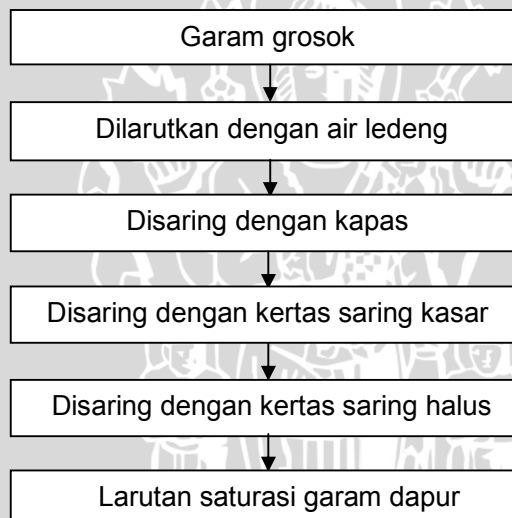 Garam grosok
Dilarutkan dengan air ledeng
Disaring dengan kapas
Disaring dengan kertas saring kasar
Disaring dengan kertas saring halus
Larutan saturasi garam dapur